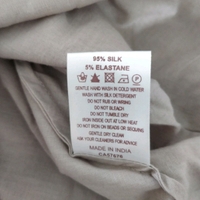 95% SILK
5% ELASTANE
GENTLE HAND WASH IN COLD WATER
WASH WITH SILK DETERGENT
DO NOT RUB OR WRING
DO NOT BLEACH
DO NOT TUMBLE DRY
IRON INSIDE OUT AT LOW HEAT
DO NOT IRON ON BEADS OR SEQUINS
GENTLE DRY CLEAN
ASK YOUR CLEANERS FOR ADVICE
MADE IN INDIA